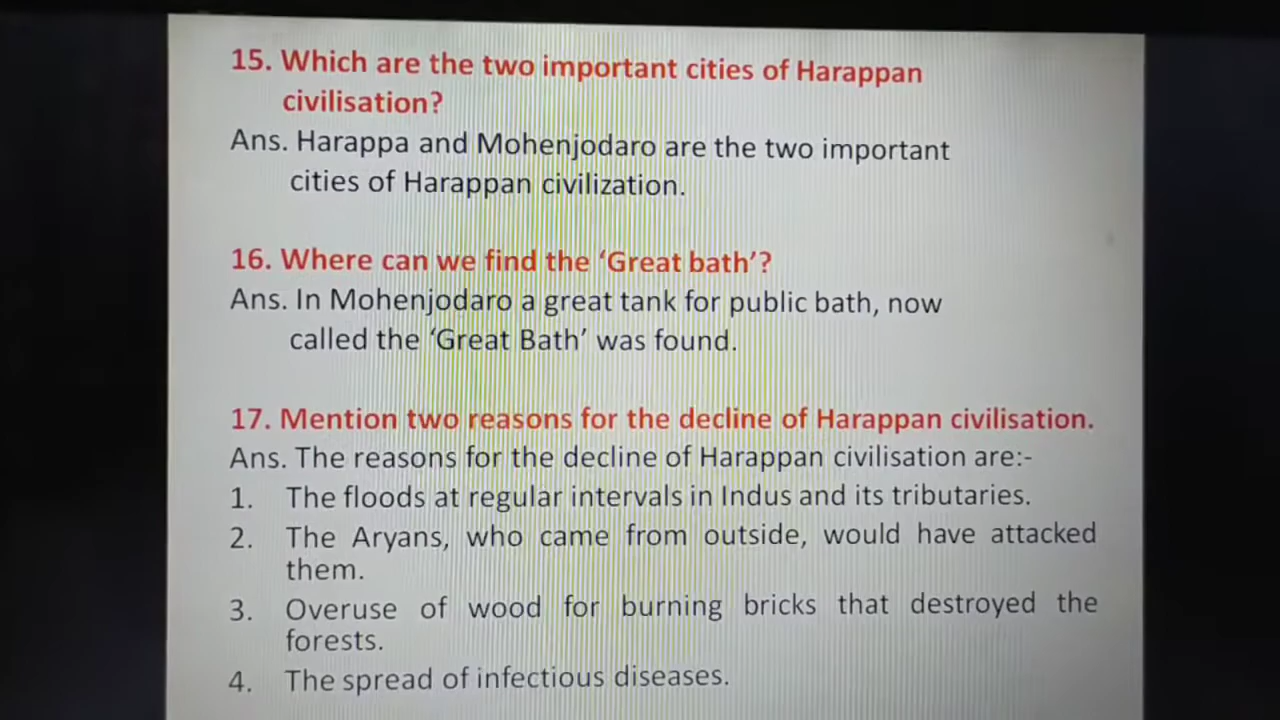 15. Which are the two important cities of Harappan
civilisation?
Ans. Harappa and Mohenjodaro are the two important
cities of Harappan civilization.
16. Where can we find the ‘Great bath’?
Ans. In Mohenjodaro a great tank for public bath, now
called the ‘Great Bath’ was found.
17. Mention two reasons for the decline of Harappan civilisation.
Ans. The reasons for the decline of Harappan civilisation are:-
1. The floods at regular intervals in Indus and its tributaries.
2. The Aryans, who came from outside, would have attacked
them.
3. Overuse of wood for burning bricks that destroyed the
forests.
4. The spread of infectious diseases.